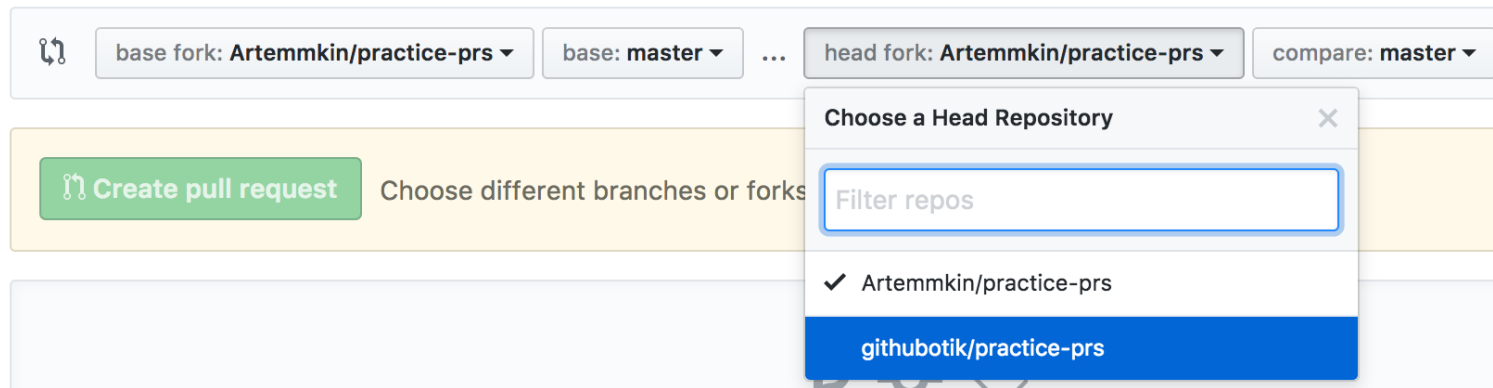 base fork: Artemmkin/practice-prs base: master ... head fork: Artemmkin/practice-prs compare: master
Choose a Head Repository
Create pull request Choose different branches or forks
Filter repos
Artemmkin/practice-prs
githubotik/practice-prs